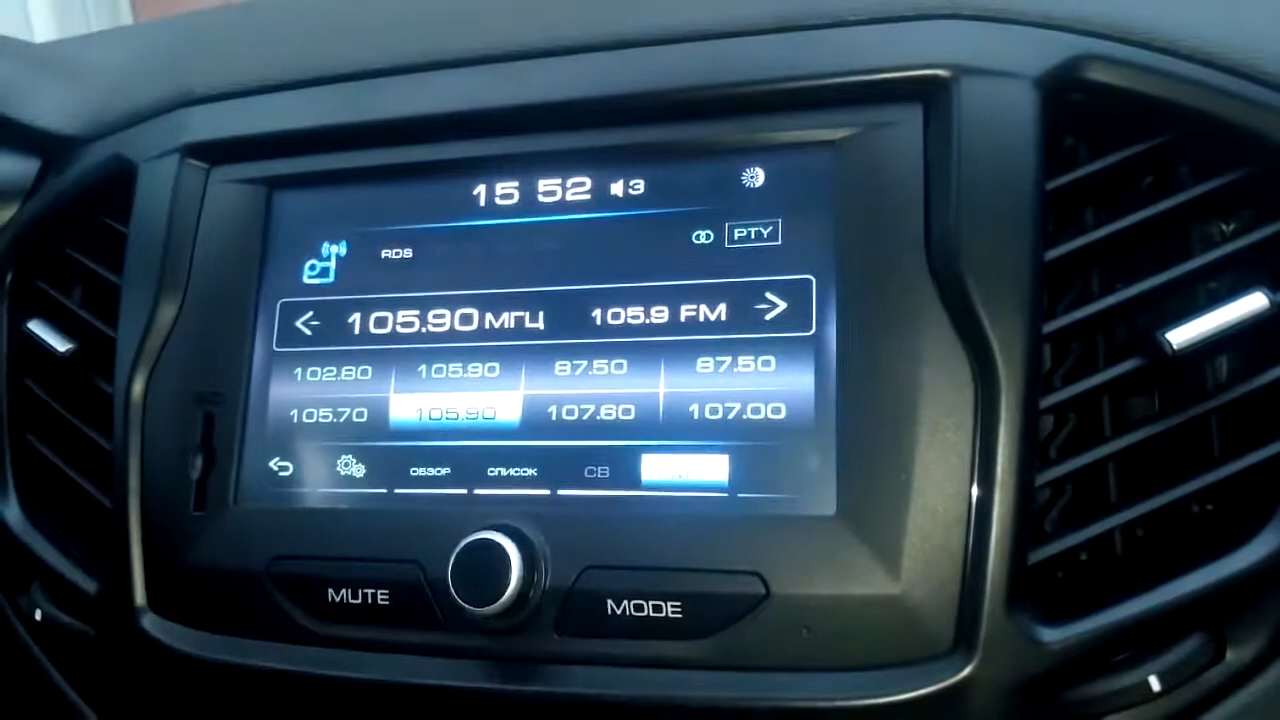 15 52 3
RDS PTY
105.90 МГЦ 105.9 FM
102.80 105.90 87.50 87.50
105.70 105.90 107.60 107.00
ОБЗОР СПИСОК СВ
MUTE MODE